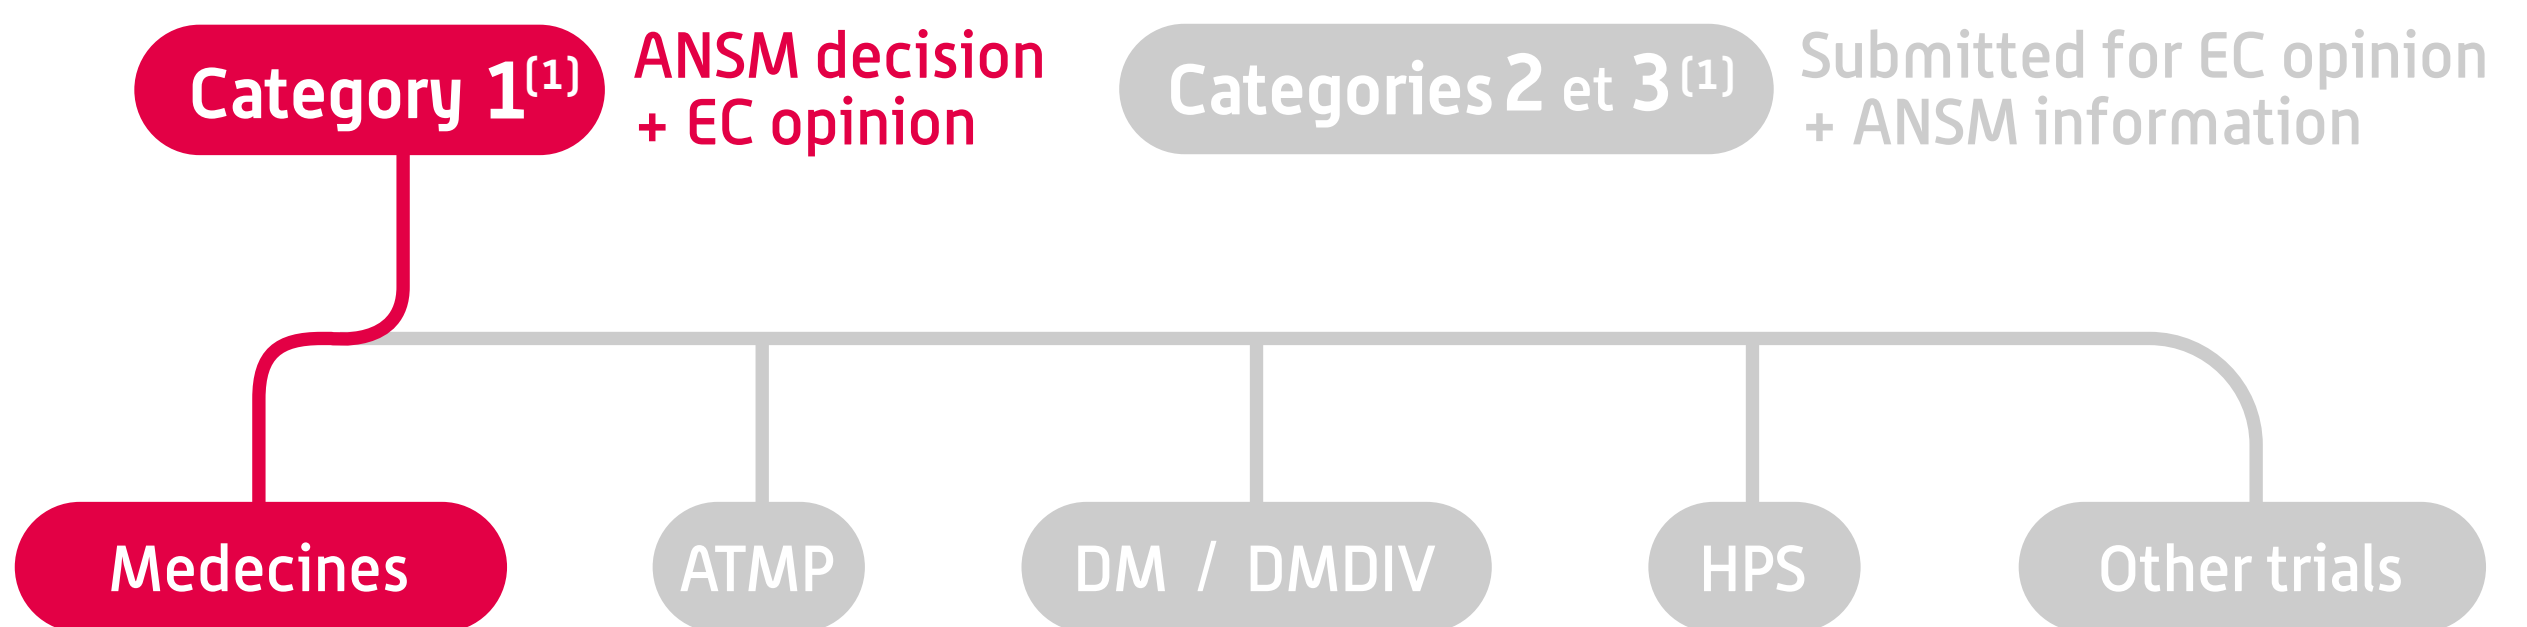 Category 1(1)
ANSM decision
+ EC opinion
Categories 2 et 3 (1)
Submitted for EC opinion
+ ANSM information
Medecines
ATMP
DM / DMDIV
HPS
Other trials